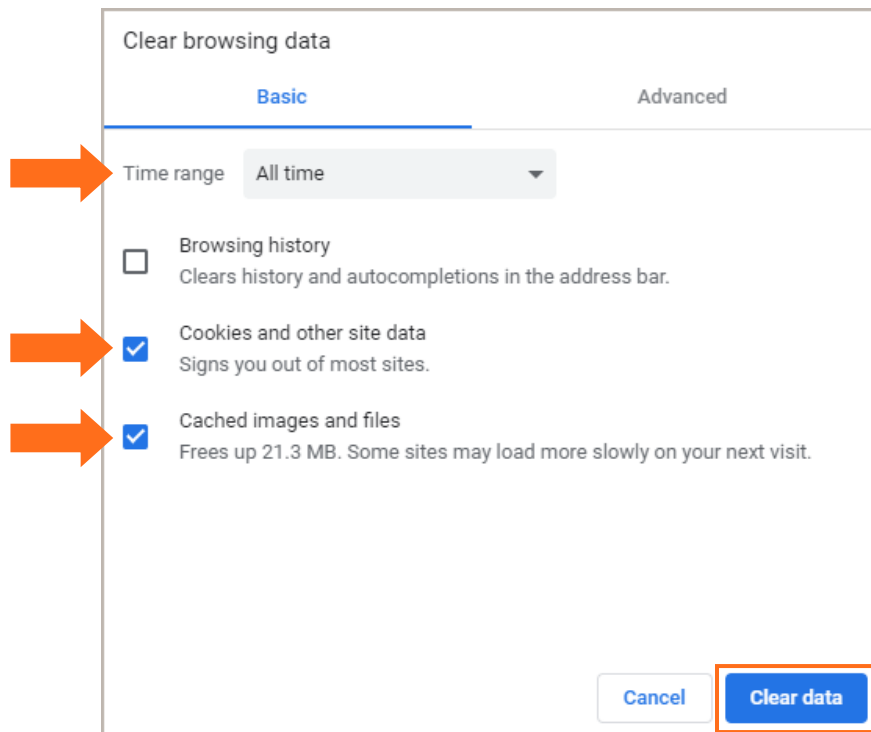 Clear browsing data
Basic Advanced
Time range All time
Browsing history
Clears history and autocompletions in the address bar.
Cookies and other site data
Signs you out of most sites.
Cached images and files
Frees up 21.3 MB. Some sites may load more slowly on your next visit.
Cancel Clear data